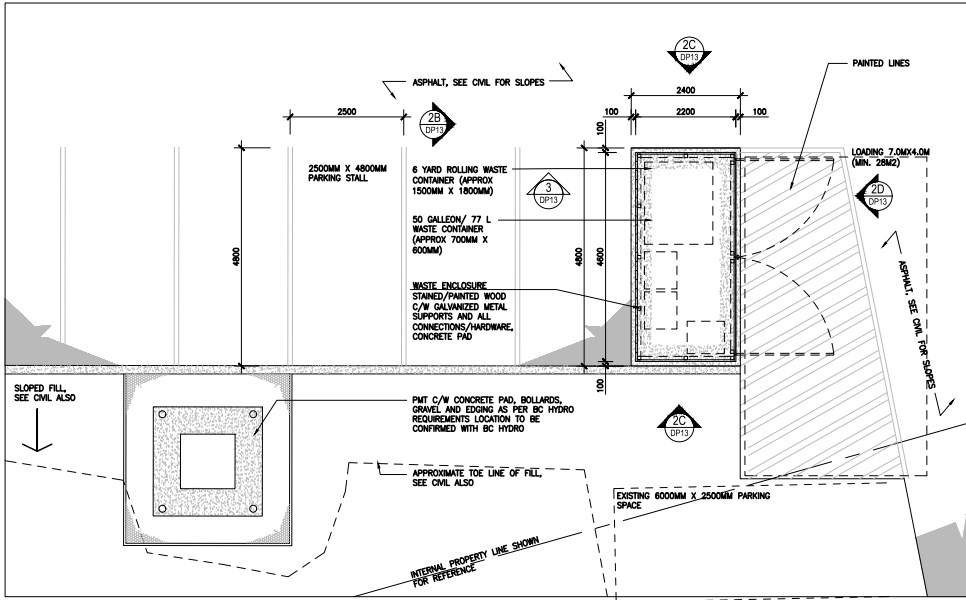 2C
DP13
PAINTED LINES
ASPHALT, SEE CIVIL FOR SLOPES
2400
2500
100
2200
100
2B
DP13
100
LOADING 7.0MX4.0M
(MIN. 28M2)
2500MM X 4800MM
PARKING STALL
6 YARD ROLLING WASTE
CONTAINER (APPROX
1500MM X 1800MM)
3
DP13
2D
DP13
50 GALLEON/ 77 L
WASTE CONTAINER
(APPROX 700MM X
600MM)
4800
4800
4600
ASPHALT, SEE CIVIL FOR SLOPES
WASTE ENCLOSURE
STAINED/PAINTED WOOD
C/W GALVANIZED METAL
SUPPORTS AND ALL
CONNECTIONS/HARDWARE,
CONCRETE PAD
100
SLOPED FILL,
SEE CIVIL ALSO
PMT C/W CONCRETE PAD, BOLLARDS,
GRAVEL AND EDGING AS PER BC HYDRO
REQUIREMENTS LOCATION TO BE
CONFIRMED WITH BC HYDRO
2C
DP13
APPROXIMATE TOE LINE OF FILL,
SEE CIVIL ALSO
EXISTING 6000MM X 2500MM PARKING
SPACE
INTERNAL PROPERTY LINE SHOWN
FOR REFERENCE